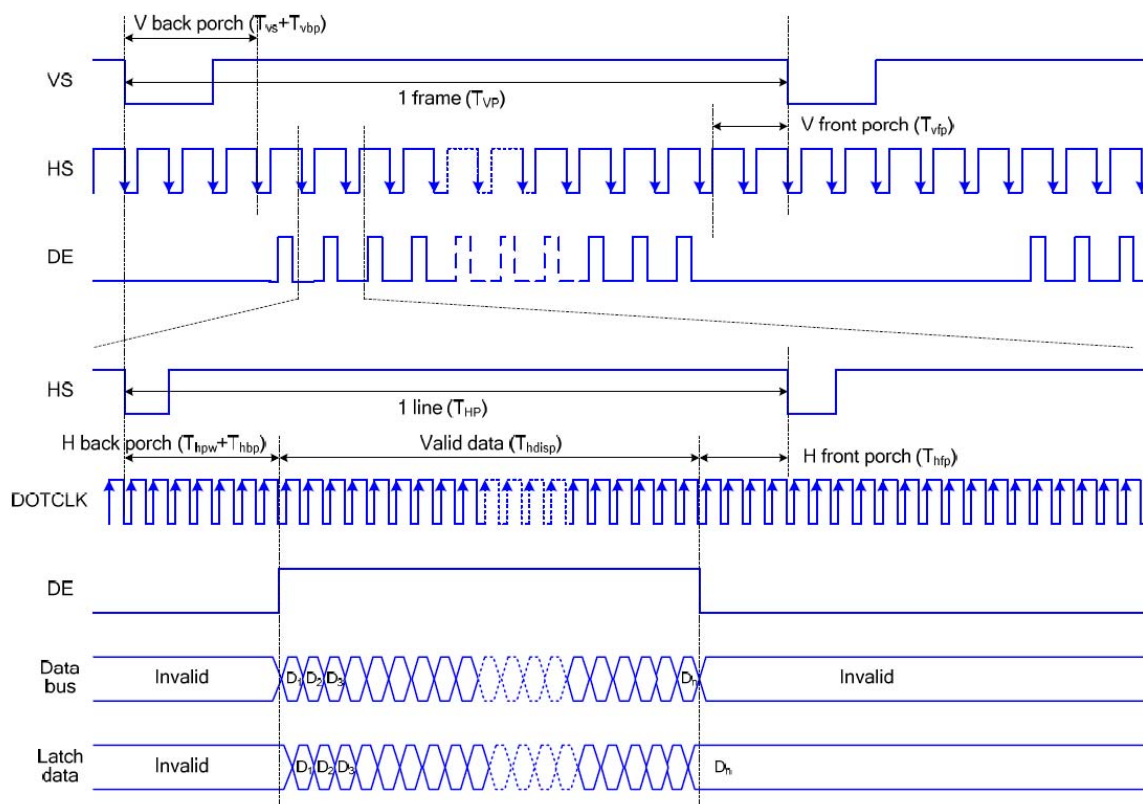 V back porch (Tvs+Tvbp)
VS
1 frame (TVP)
V front porch (Tvfp)
HS
DE
HS
1 line (THP)
H back porch (Thpw+Thbp)
Valid data (Thdisp)
H front porch (Thfp)
DOTCLK
DE
Data
bus
Invalid
D1 D2 D3
Dn
Invalid
Latch
data
Invalid
D1 D2 D3
Dn